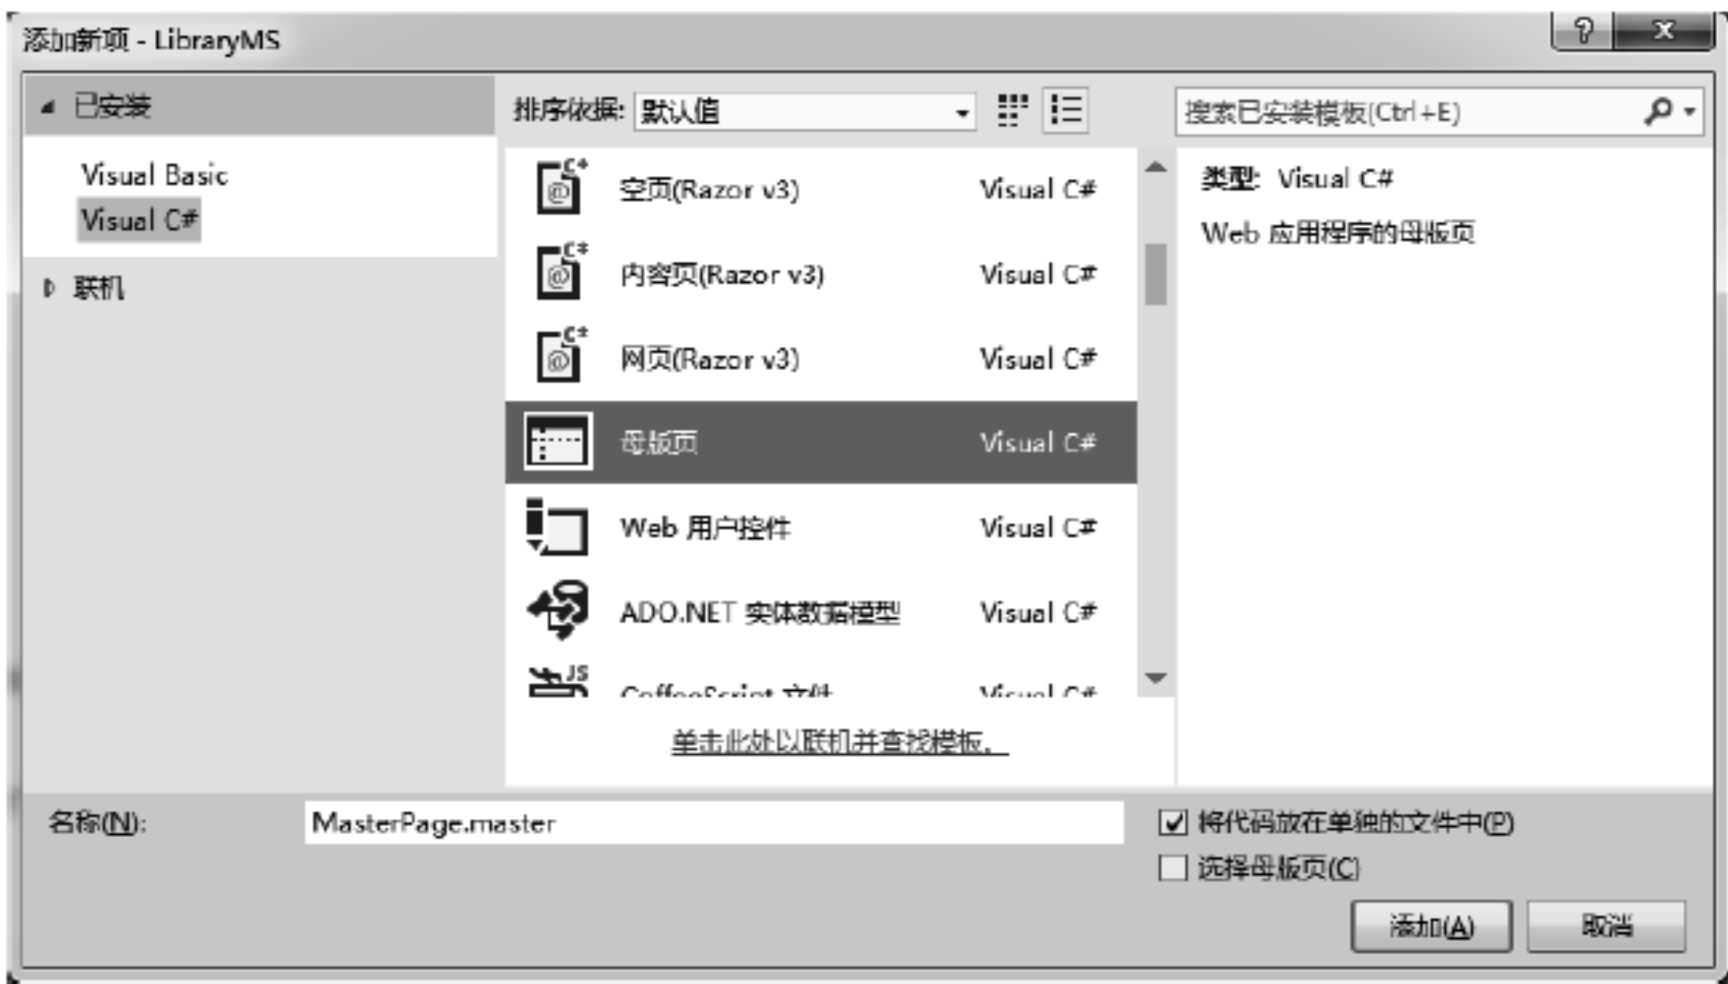 添加新项 - LibraryMS
已安装
Visual Basic
Visual C#
联机
排序依据: 默认值
搜索已安装模板(Ctrl+E)
空页(Razor v3) Visual C#
内容页(Razor v3) Visual C#
网页(Razor v3) Visual C#
母版页 Visual C#
Web 用户控件 Visual C#
ADO.NET 实体数据模型 Visual C#
CoffeeScript 文件 Visual C#
单击此处以联机并查找模板。
类型: Visual C#
Web 应用程序的母版页
名称(N): MasterPage.master
将代码放在单独的文件中(P)
选择母版页(C)
添加(A) 取消